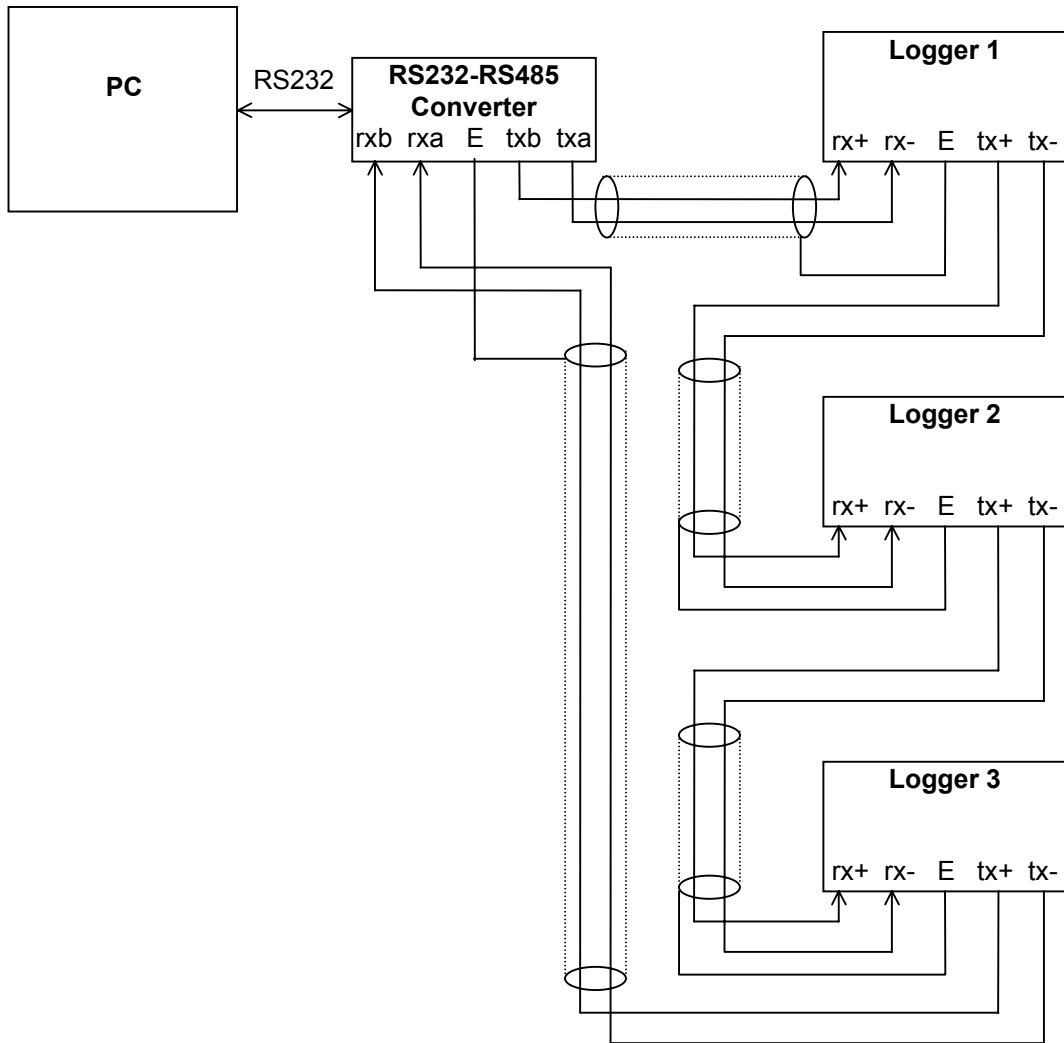 PC
RS232
RS232-RS485
Converter
rxb rxa E txb txa
Logger 1
rx+ rx- E tx+ tx-
Logger 2
rx+ rx- E tx+ tx-
Logger 3
rx+ rx- E tx+ tx-